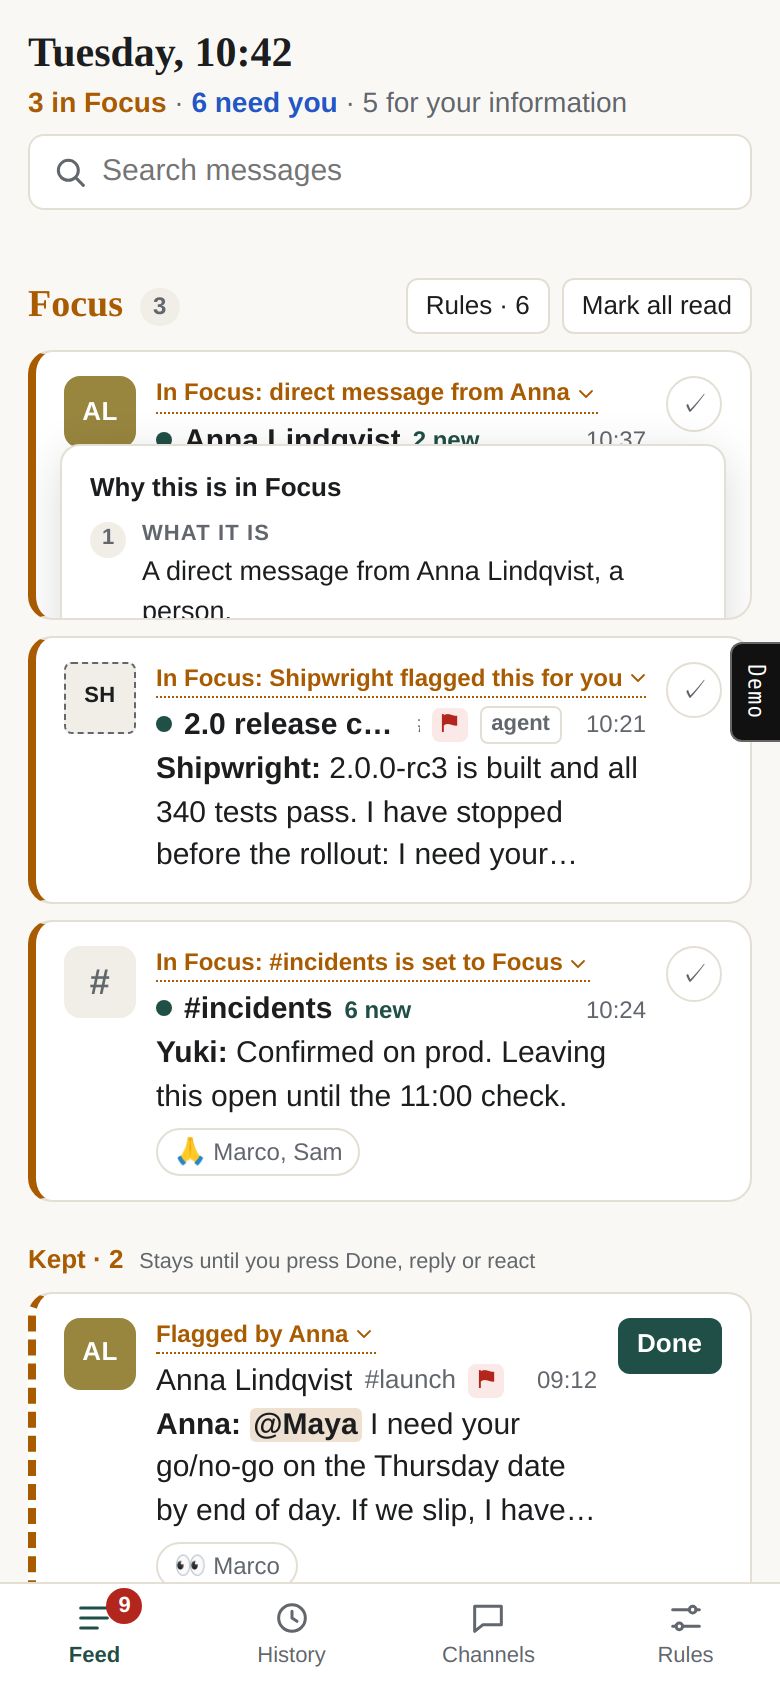 Tuesday, 10:42
3 in Focus · 6 need you · 5 for your information
Search messages
Focus 3
Rules · 6
Mark all read
AL
In Focus: direct message from Anna
Anna Lindqvist 2 new 10:37
Why this is in Focus
1 WHAT IT IS
A direct message from Anna Lindqvist, a
person.
SH
In Focus: Shipwright flagged this for you
2.0 release c… agent 10:21
Shipwright: 2.0.0-rc3 is built and all
340 tests pass. I have stopped
before the rollout: I need your…
Demo
#
In Focus: #incidents is set to Focus
#incidents 6 new 10:24
Yuki: Confirmed on prod. Leaving
this open until the 11:00 check.
🙏 Marco, Sam
Kept · 2 Stays until you press Done, reply or react
AL
Flagged by Anna
Done
Anna Lindqvist #launch 09:12
Anna: @Maya I need your
go/no-go on the Thursday date
by end of day. If we slip, I have…
👀 Marco
9
Feed
History
Channels
Rules